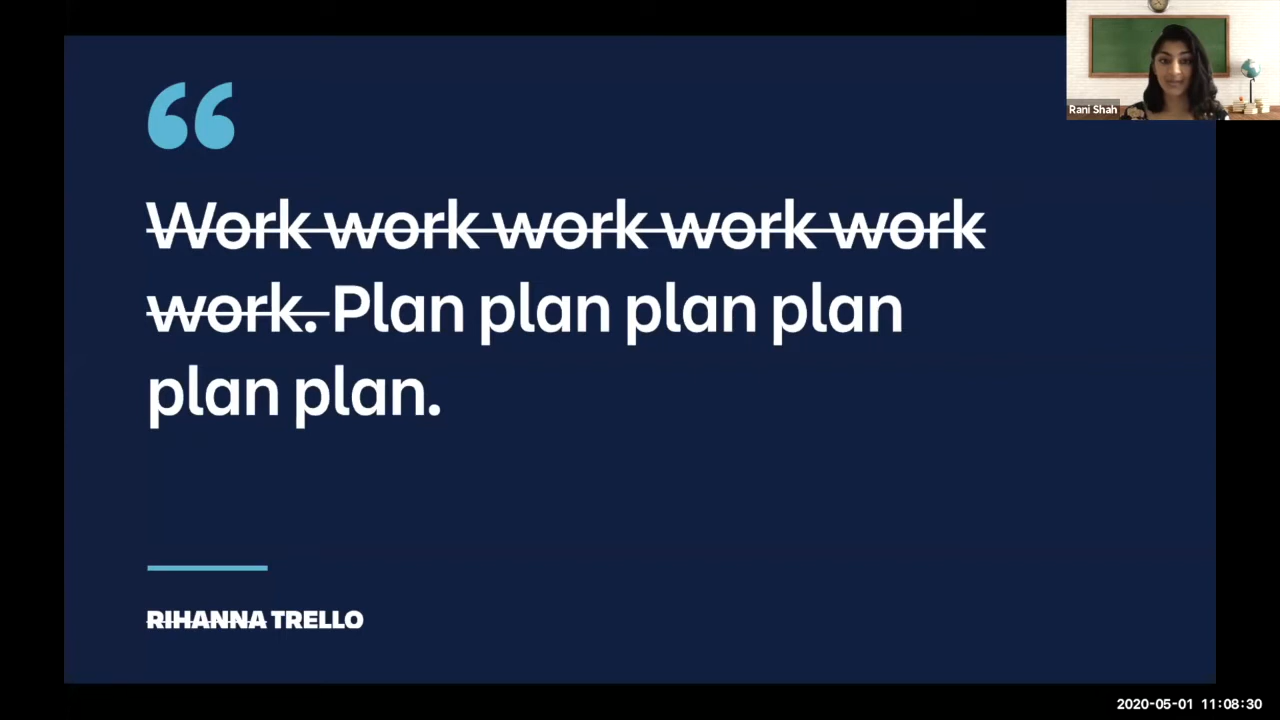 Rani Shah
“
Work work work work work
work. Plan plan plan plan
plan plan.
RIHANNA TRELLO
2020-05-01 11:08:30